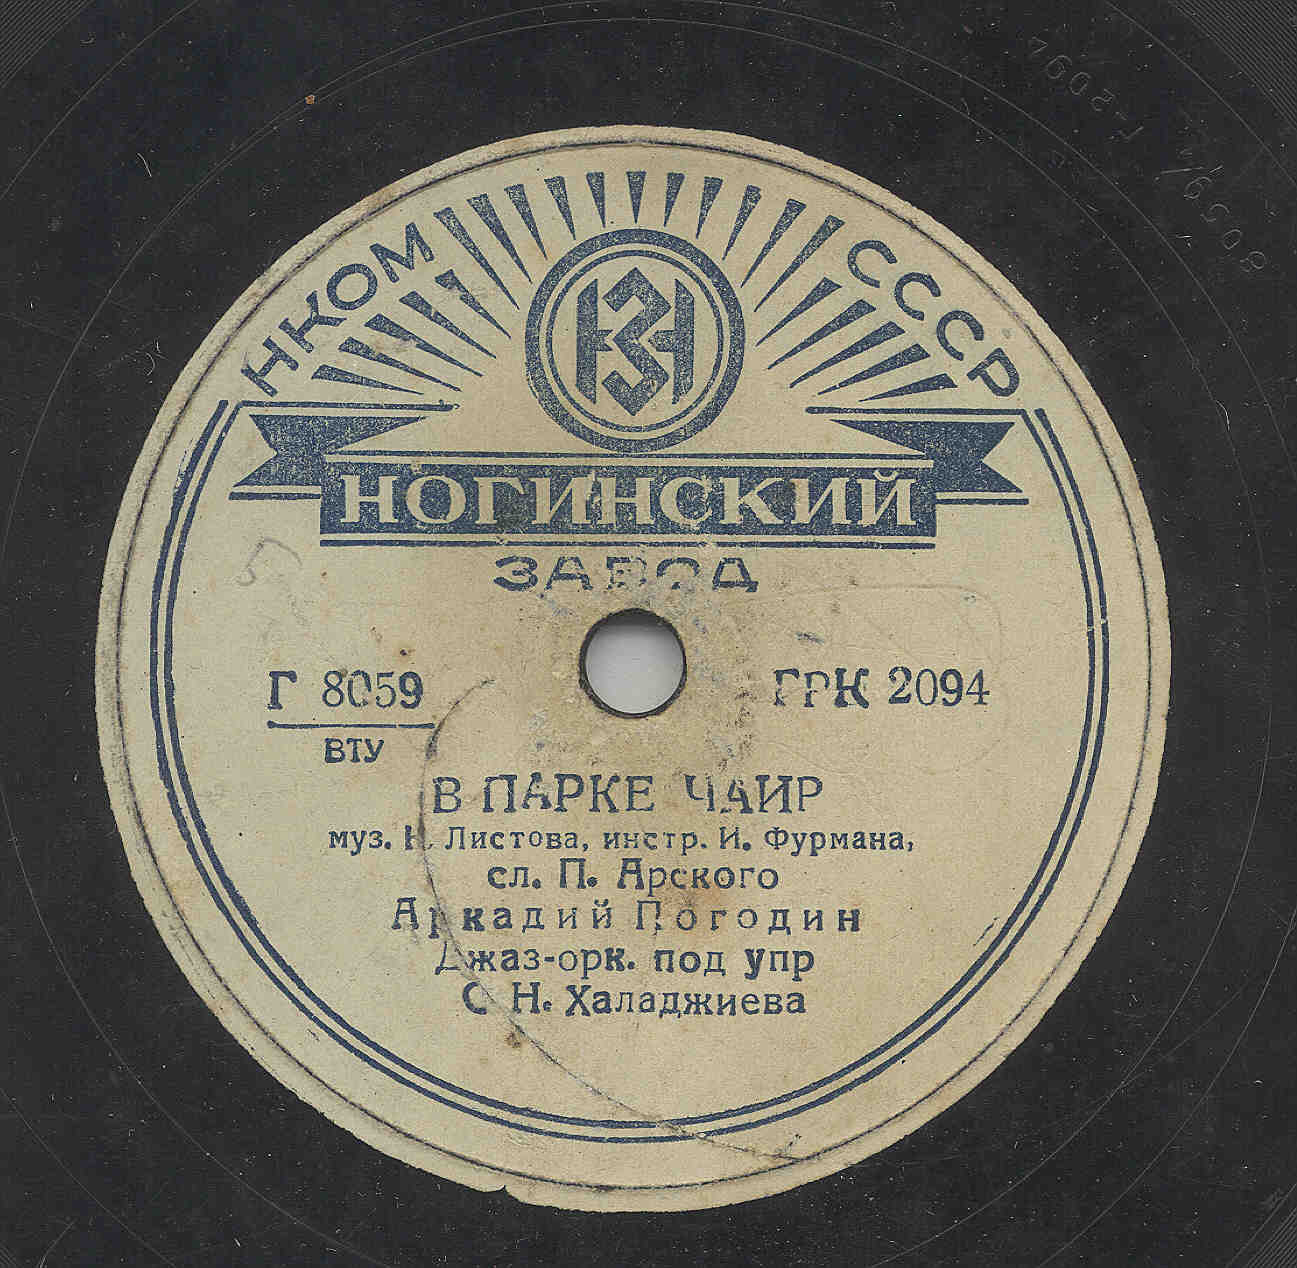 НКОМ СССР
НЗ
НОГИНСКИЙ
ЗАВОД
Г 8059
ВТУ
ГРК 2094
В ПАРКЕ ЧАИР
муз. К. Листова, инстр. И. Фурмана,
сл. П. Арского
Аркадий Погодин
Джаз-орк. под упр
С Н. Халаджиева